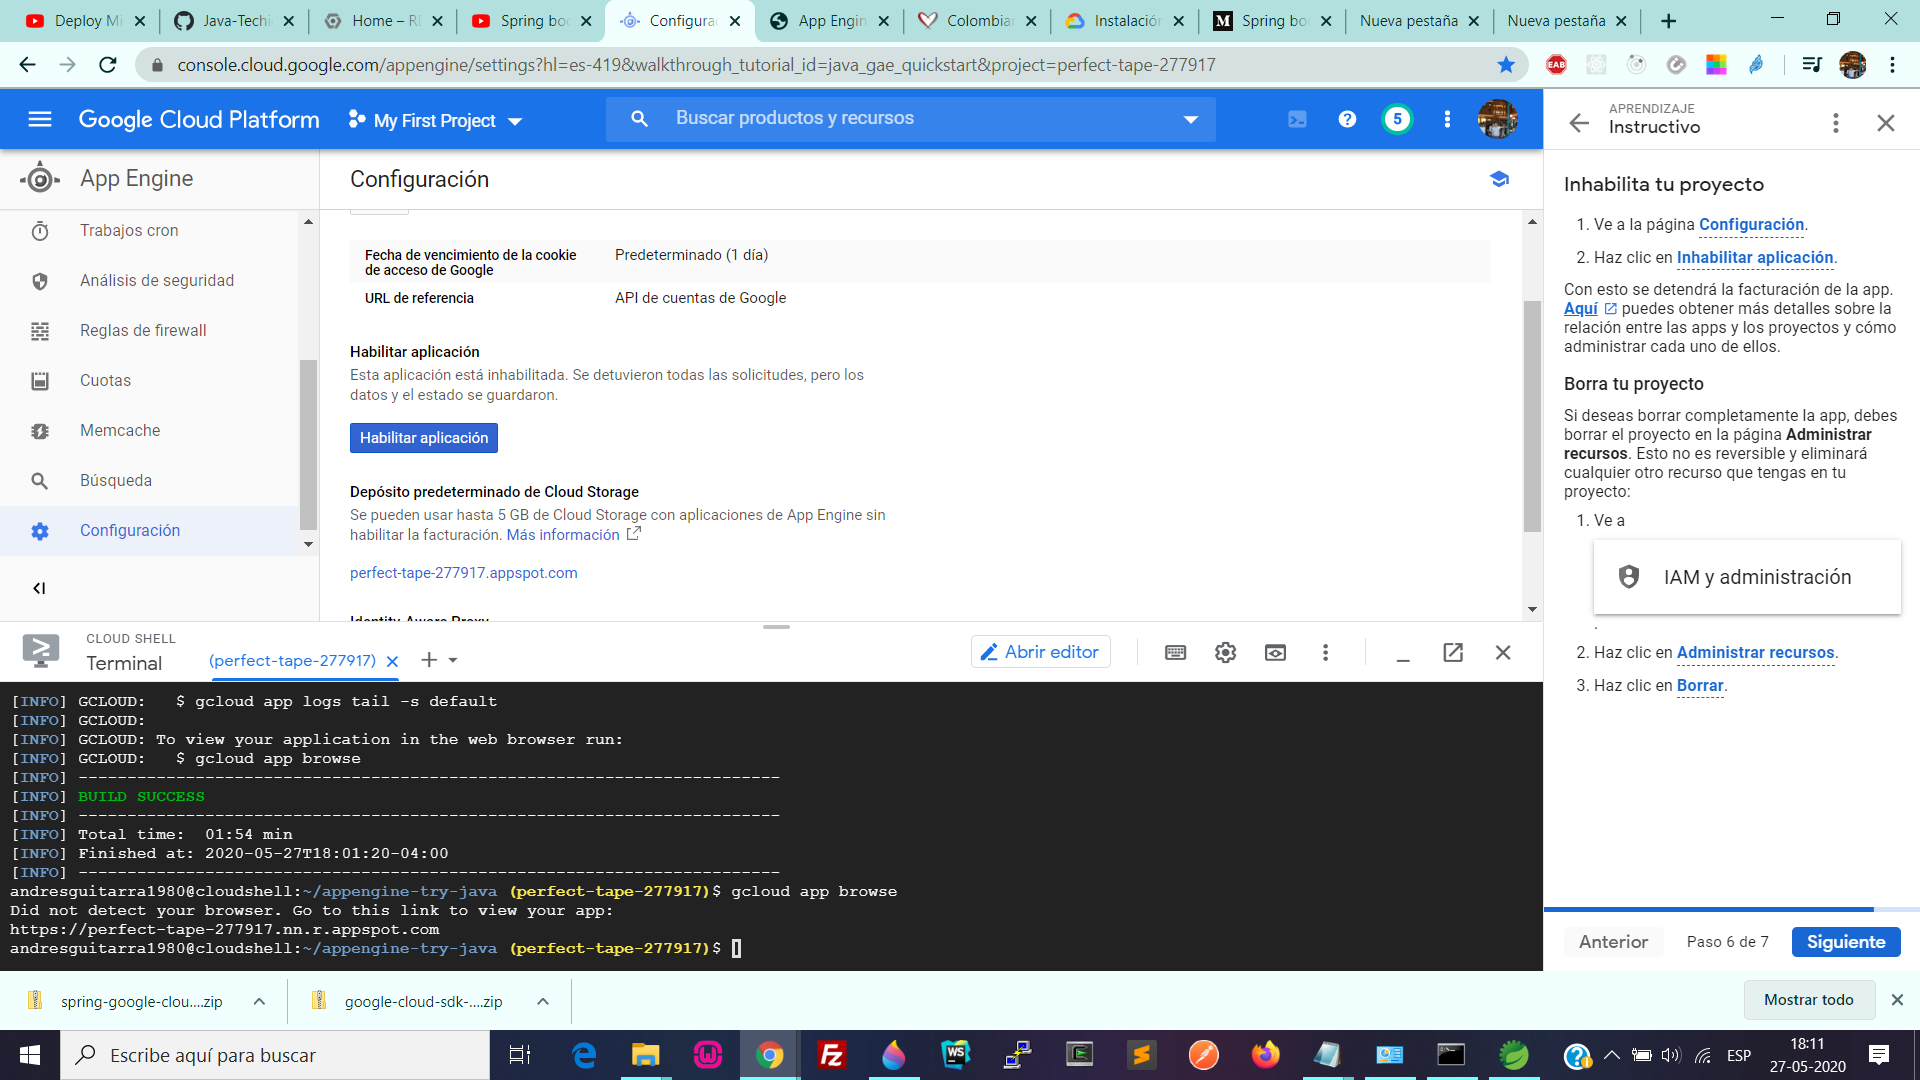 Deploy Mi
Java-Techi
Home – RI
Spring boo
Configurac
App Engin
Colombian
Instalación
Spring boo
Nueva pestaña
Nueva pestaña
console.cloud.google.com/appengine/settings?hl=es-419&walkthrough_tutorial_id=java_gae_quickstart&project=perfect-tape-277917
Google Cloud Platform
My First Project
Buscar productos y recursos
5
APRENDIZAJE
Instructivo
App Engine
Configuración
Trabajos cron
Análisis de seguridad
Reglas de firewall
Cuotas
Memcache
Búsqueda
Configuración
Fecha de vencimiento de la cookie
de acceso de Google
Predeterminado (1 día)
URL de referencia
API de cuentas de Google
Habilitar aplicación
Esta aplicación está inhabilitada. Se detuvieron todas las solicitudes, pero los
datos y el estado se guardaron.
Habilitar aplicación
Depósito predeterminado de Cloud Storage
Se pueden usar hasta 5 GB de Cloud Storage con aplicaciones de App Engine sin
habilitar la facturación. Más información
perfect-tape-277917.appspot.com
Identity-Aware Proxy
Inhabilita tu proyecto
1. Ve a la página Configuración.
2. Haz clic en Inhabilitar aplicación.
Con esto se detendrá la facturación de la app.
Aquí puedes obtener más detalles sobre la
relación entre las apps y los proyectos y cómo
administrar cada uno de ellos.
Borra tu proyecto
Si deseas borrar completamente la app, debes
borrar el proyecto en la página Administrar
recursos. Esto no es reversible y eliminará
cualquier otro recurso que tengas en tu
proyecto:
1. Ve a
IAM y administración
.
2. Haz clic en Administrar recursos.
3. Haz clic en Borrar.
Anterior
Paso 6 de 7
Siguiente
CLOUD SHELL
Terminal
(perfect-tape-277917)
Abrir editor
[INFO] GCLOUD:   $ gcloud app logs tail -s default
[INFO] GCLOUD:
[INFO] GCLOUD: To view your application in the web browser run:
[INFO] GCLOUD:   $ gcloud app browse
[INFO] ------------------------------------------------------------------------
[INFO] BUILD SUCCESS
[INFO] ------------------------------------------------------------------------
[INFO] Total time:  01:54 min
[INFO] Finished at: 2020-05-27T18:01:20-04:00
[INFO] ------------------------------------------------------------------------
andresguitarra1980@cloudshell:~/appengine-try-java (perfect-tape-277917)$ gcloud app browse
Did not detect your browser. Go to this link to view your app:
https://perfect-tape-277917.nn.r.appspot.com
andresguitarra1980@cloudshell:~/appengine-try-java (perfect-tape-277917)$
spring-google-clou....zip
google-cloud-sdk-....zip
Mostrar todo
Escribe aquí para buscar
ESP
18:11
27-05-2020